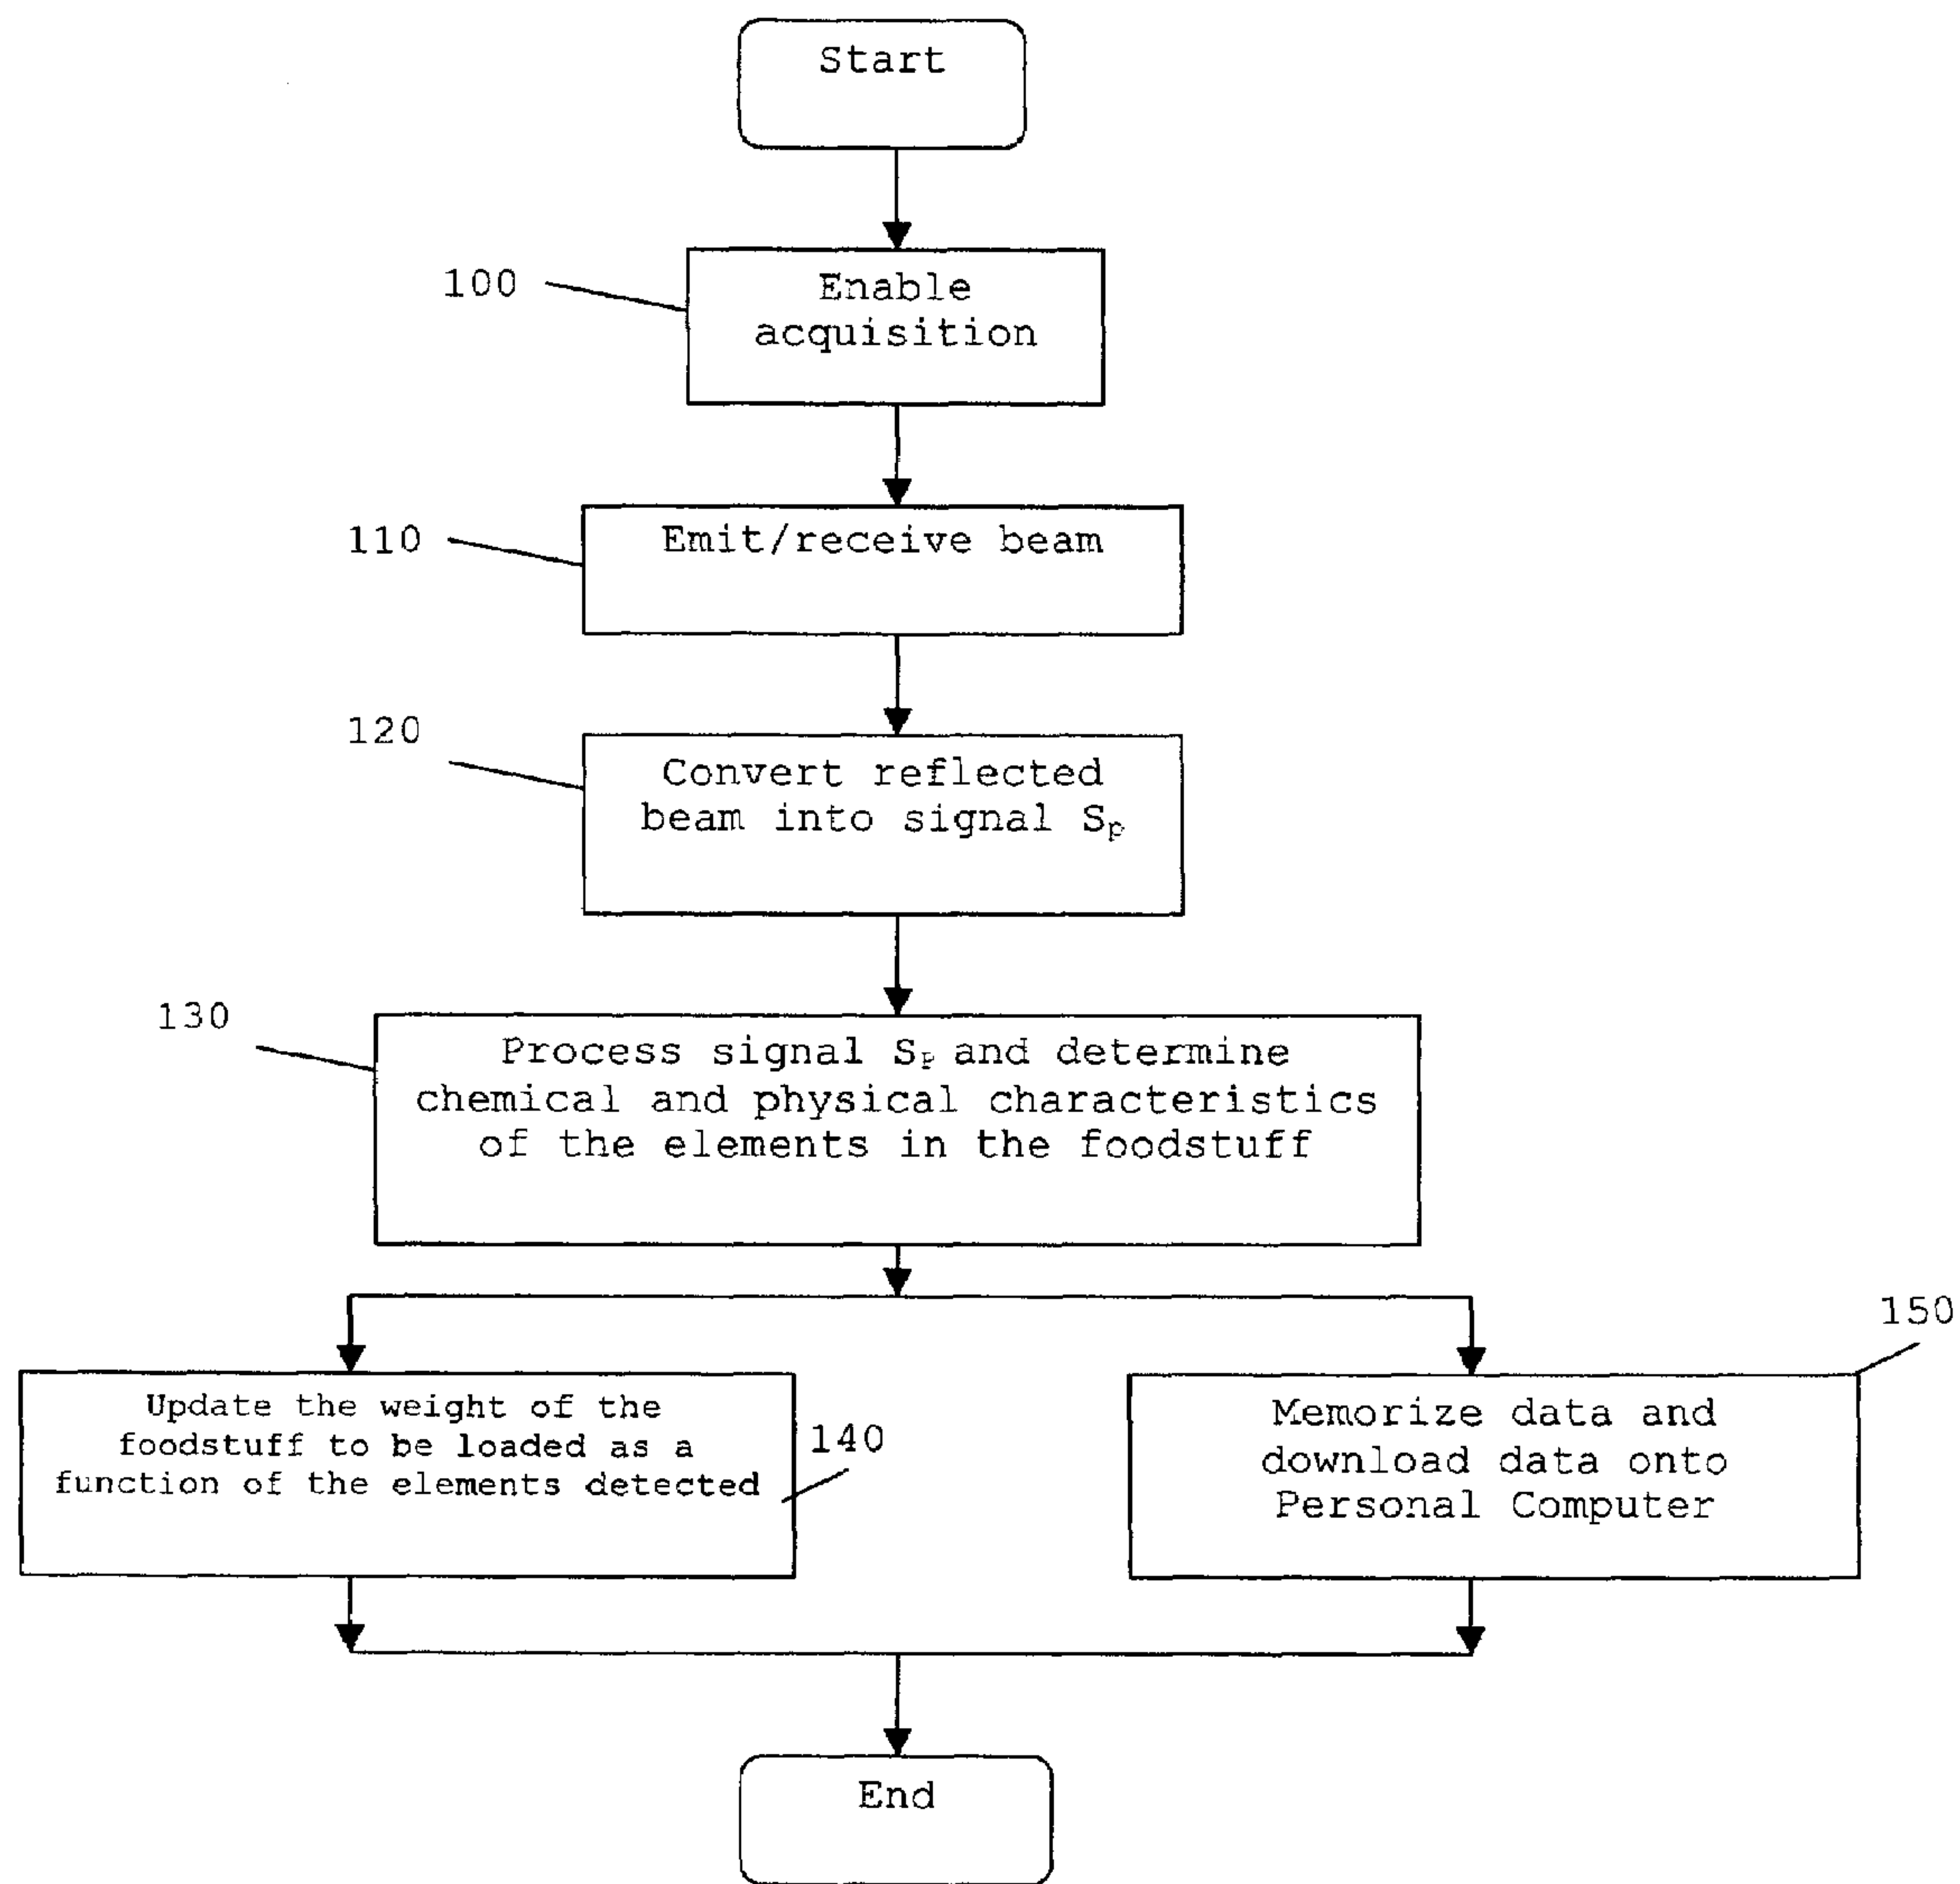 Start
100
Enable
acquisition
110
Emit/receive beam
120
Convert reflected
beam into signal Sₚ
130
Process signal Sₚ and determine
chemical and physical characteristics
of the elements in the foodstuff
150
Update the weight of the
foodstuff to be loaded as a
function of the elements detected
140
Memorize data and
download data onto
Personal Computer
End